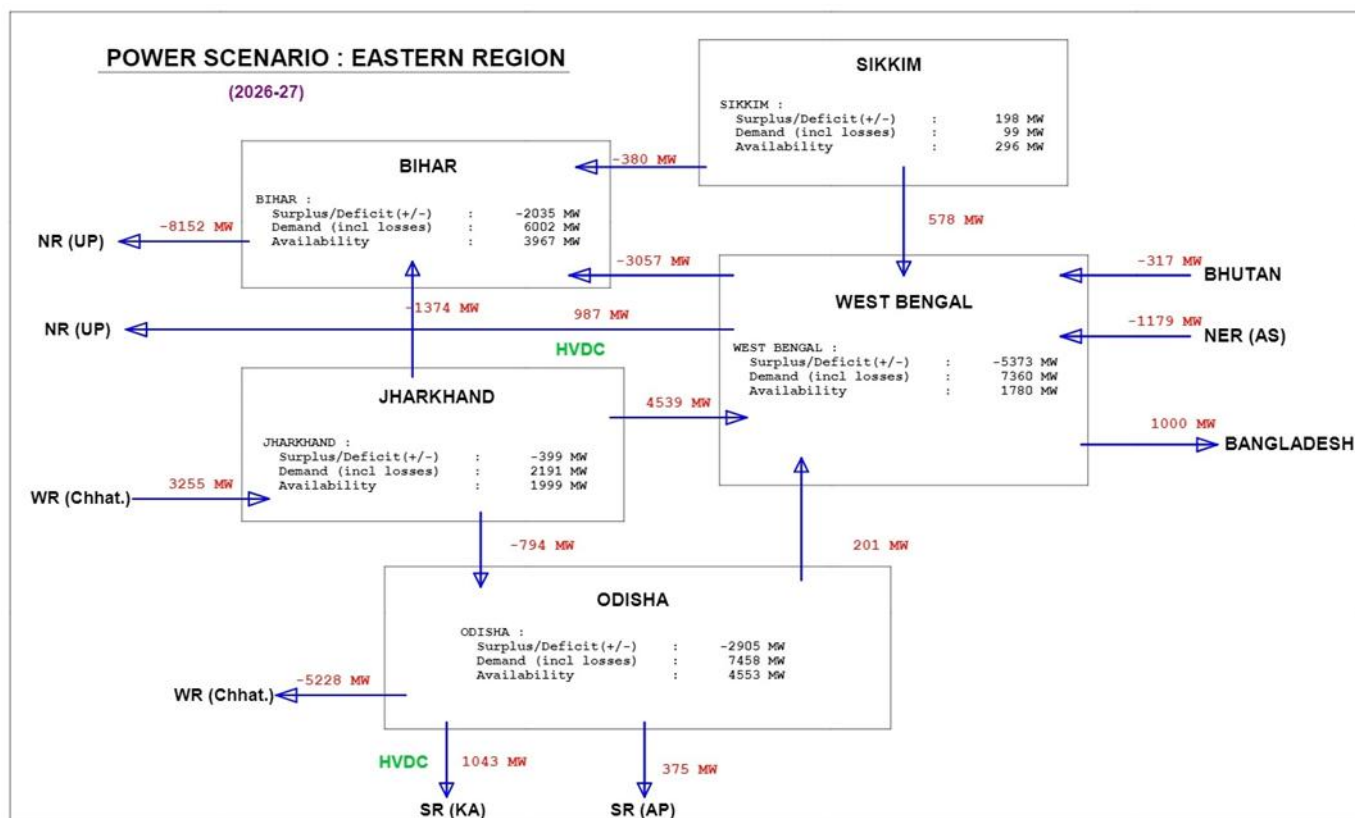 POWER SCENARIO : EASTERN REGION
(2026-27)
SIKKIM
SIKKIM :
Surplus/Deficit(+/-) : 198 MW
Demand (incl losses) : 99 MW
Availability : 296 MW
-380 MW
578 MW
BIHAR
BIHAR :
Surplus/Deficit(+/-) : -2035 MW
Demand (incl losses) : 6002 MW
Availability : 3967 MW
-8152 MW
NR (UP)
-3057 MW
-1374 MW
987 MW
NR (UP)
HVDC
WEST BENGAL
WEST BENGAL :
Surplus/Deficit(+/-) : -5373 MW
Demand (incl losses) : 7360 MW
Availability : 1780 MW
-317 MW
BHUTAN
-1179 MW
NER (AS)
1000 MW
BANGLADESH
JHARKHAND
JHARKHAND :
Surplus/Deficit(+/-) : -399 MW
Demand (incl losses) : 2191 MW
Availability : 1999 MW
4539 MW
3255 MW
WR (Chhat.)
-794 MW
201 MW
ODISHA
ODISHA :
Surplus/Deficit(+/-) : -2905 MW
Demand (incl losses) : 7458 MW
Availability : 4553 MW
-5228 MW
WR (Chhat.)
HVDC
1043 MW
375 MW
SR (KA)
SR (AP)